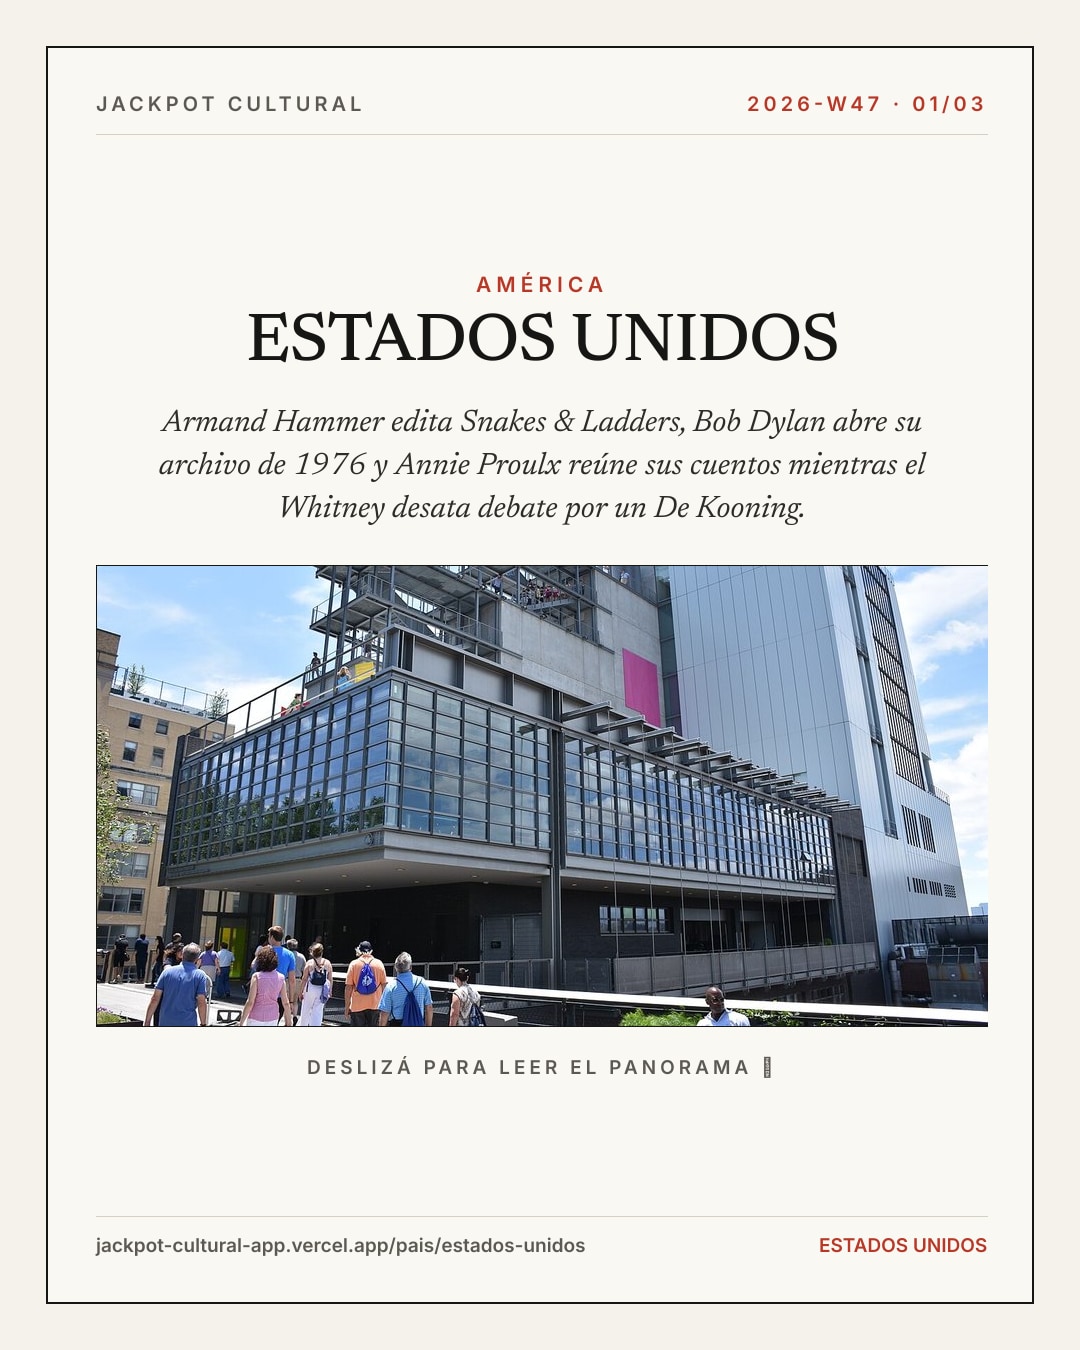 JACKPOT CULTURAL
2026-W47 · 01/03
AMÉRICA
ESTADOS UNIDOS
Armand Hammer edita Snakes & Ladders, Bob Dylan abre su
archivo de 1976 y Annie Proulx reúne sus cuentos mientras el
Whitney desata debate por un De Kooning.
DESLIZÁ PARA LEER EL PANORAMA
jackpot-cultural-app.vercel.app/pais/estados-unidos
ESTADOS UNIDOS